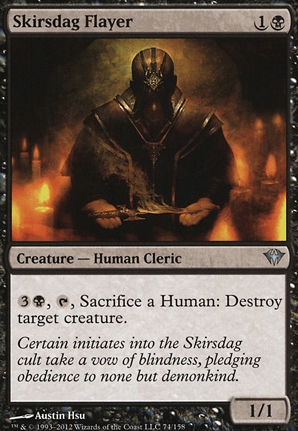 Skirsdag Flayer 1
Creature — Human Cleric
3, , Sacrifice a Human: Destroy
target creature.
Certain initiates into the Skirsdag
cult take a vow of blindness, pledging
obedience to none but demonkind.
1/1
Austin Hsu
™ & © 1993–2012 Wizards of the Coast LLC 74/158